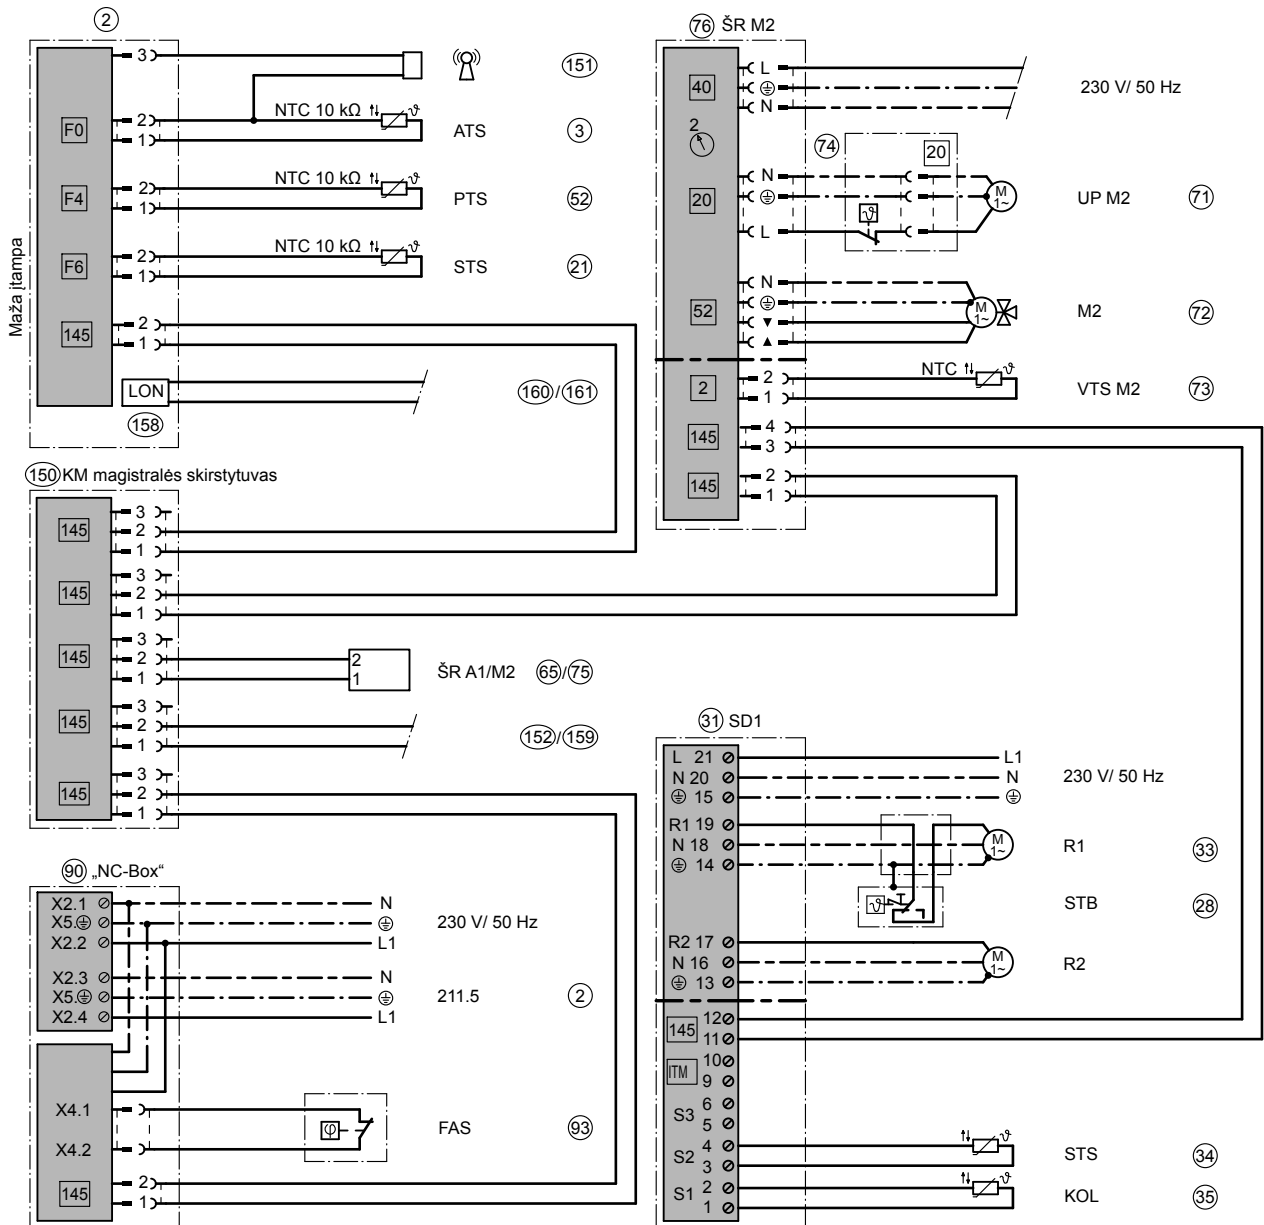 2
Maža įtampa
3
151
F0
2
1
NTC 10 kΩ
ϑ
ATS
3
F4
2
1
NTC 10 kΩ
ϑ
PTS
52
F6
2
1
NTC 10 kΩ
ϑ
STS
21
145
2
1
LON
160/161
158
150 KM magistralės skirstytuvas
145
3
2
1
145
3
2
1
145
3
2
1
2
1
ŠR A1/M2
65/75
145
3
2
1
152/159
145
3
2
1
90 „NC-Box“
X2.1
N
X5.
230 V/ 50 Hz
X2.2
L1
X2.3
N
X5.
211.5
2
X2.4
L1
X4.1
φ
FAS
93
X4.2
145
2
1
76 ŠR M2
40
L
N
230 V/ 50 Hz
2
74
20
20
N
L
ϑ
M
1~
UP M2
71
52
N
M
1~
M2
72
2
2
1
NTC
ϑ
VTS M2
73
145
4
3
145
2
1
31 SD1
L 21
L1
N 20
N
230 V/ 50 Hz
15
R1 19
N 18
14
M
1~
R1
33
ϑ
STB
28
R2 17
N 16
13
M
1~
R2
145
12
11
ITM
10
9
S3
6
5
S2
4
3
ϑ
STS
34
S1
2
1
ϑ
KOL
35